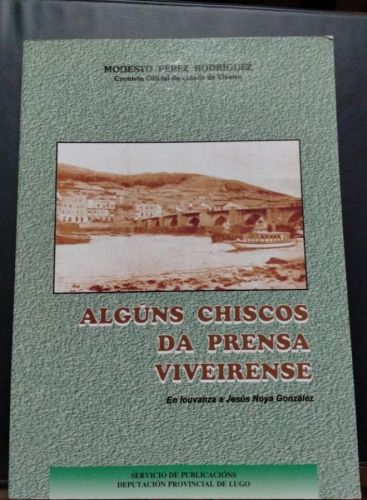 MODESTO PÉREZ RODRÍGUEZ
Cronista Oficial da cidade de Viveiro
ALGÚNS CHISCOS
DA PRENSA
VIVEIRENSE
En louvanza a Jesús Noya González
SERVICIO DE PUBLICACIÓNS
DEPUTACIÓN PROVINCIAL DE LUGO